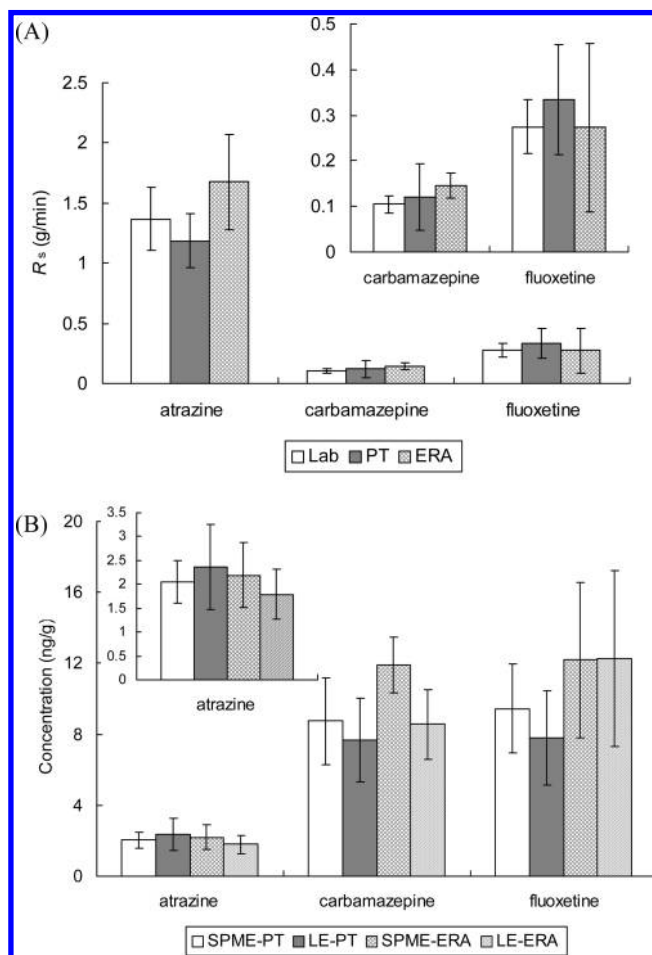 (A)
2.5
2
1.5
1
0.5
0
R s (g/min)
atrazine carbamazepine fluoxetine
0.5
0.4
0.3
0.2
0.1
0
carbamazepine fluoxetine
Lab PT ERA
(B)
20
16
12
8
4
0
Concentration (ng/g)
3.5
3
2.5
2
1.5
1
0.5
0
atrazine
atrazine carbamazepine fluoxetine
SPME-PT LE-PT SPME-ERA LE-ERA